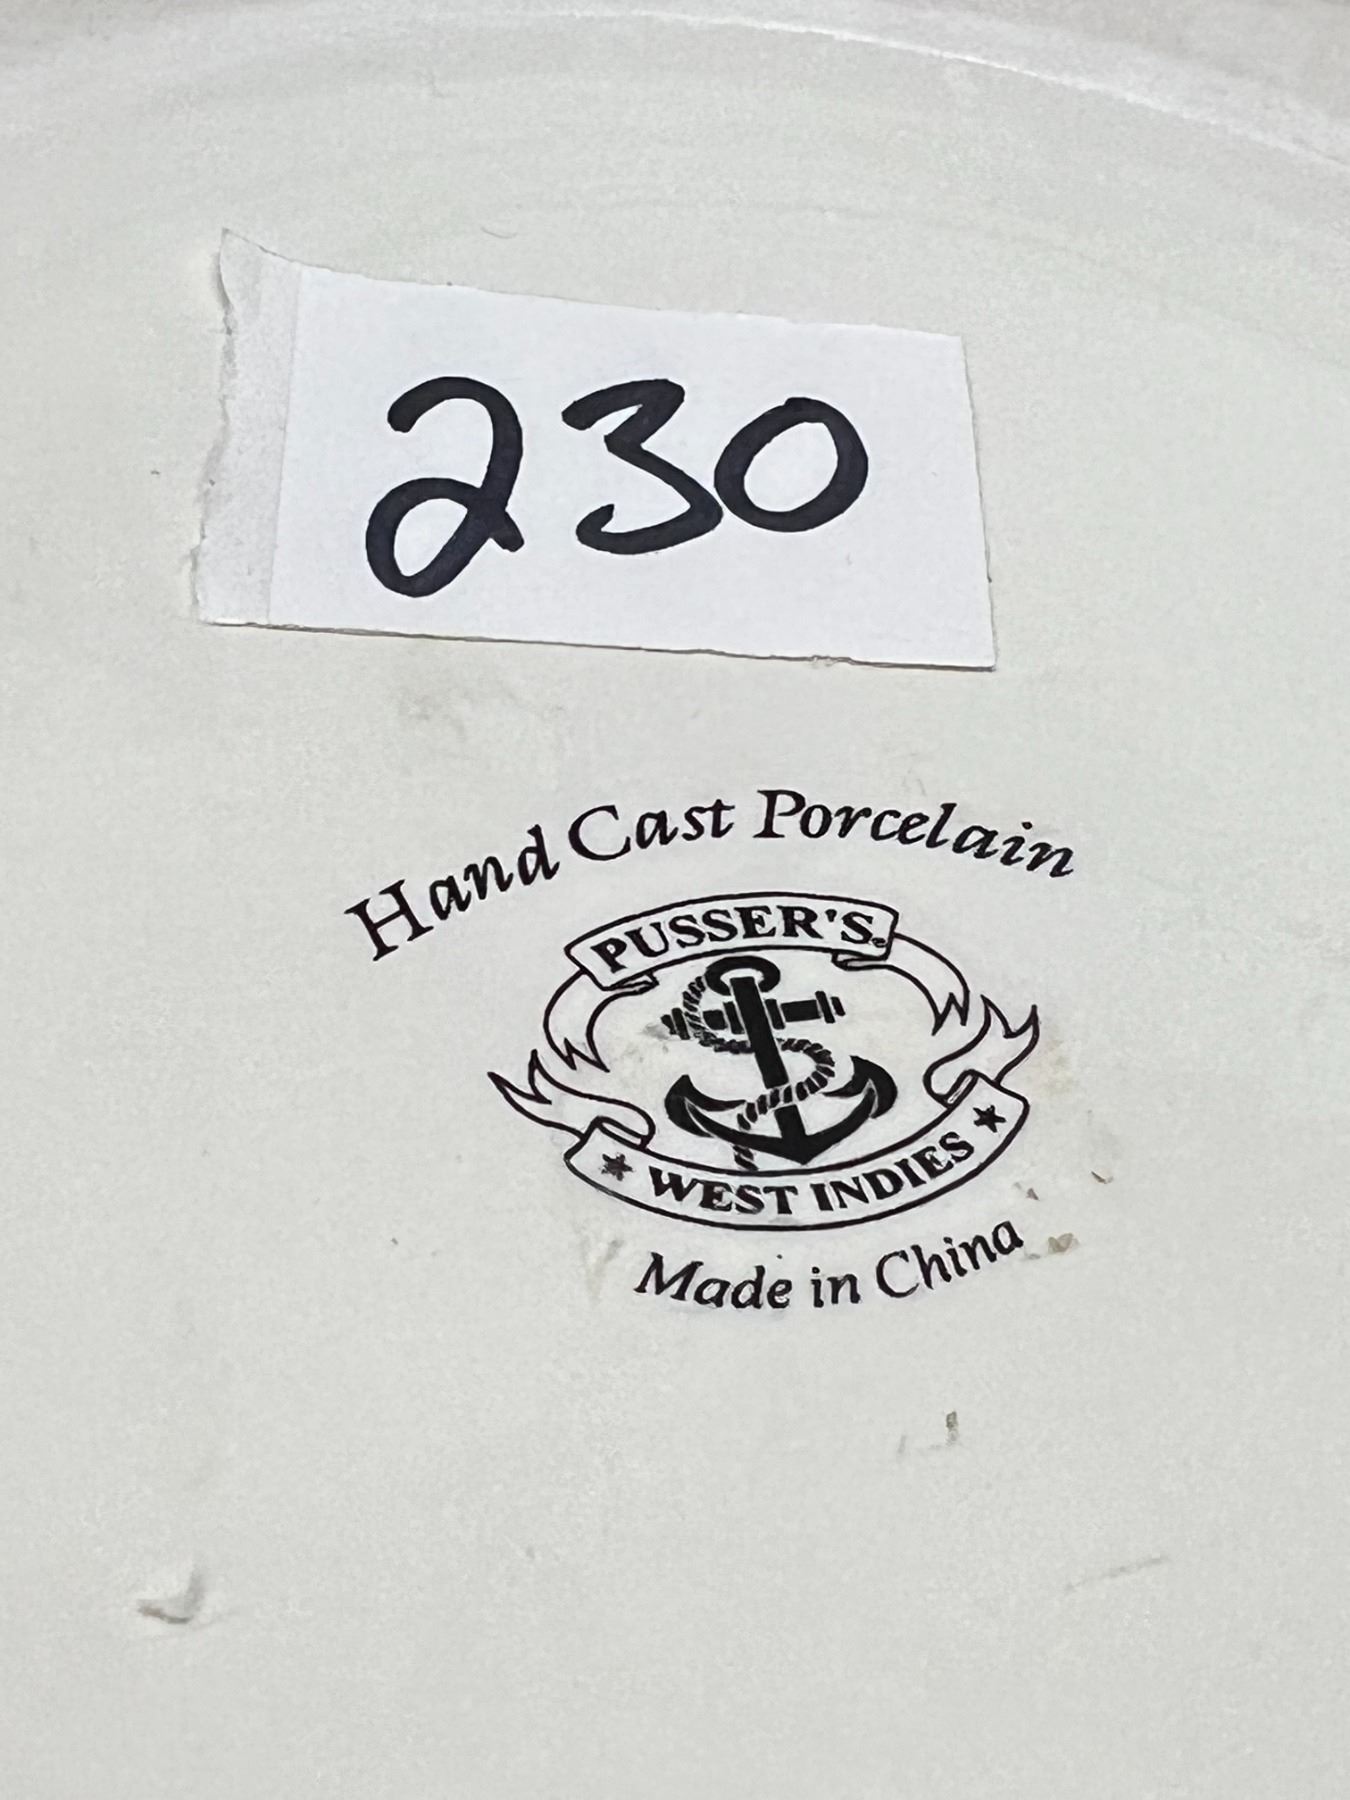 230
Hand Cast Porcelain
PUSSER'S®
★ WEST INDIES ★
Made in China